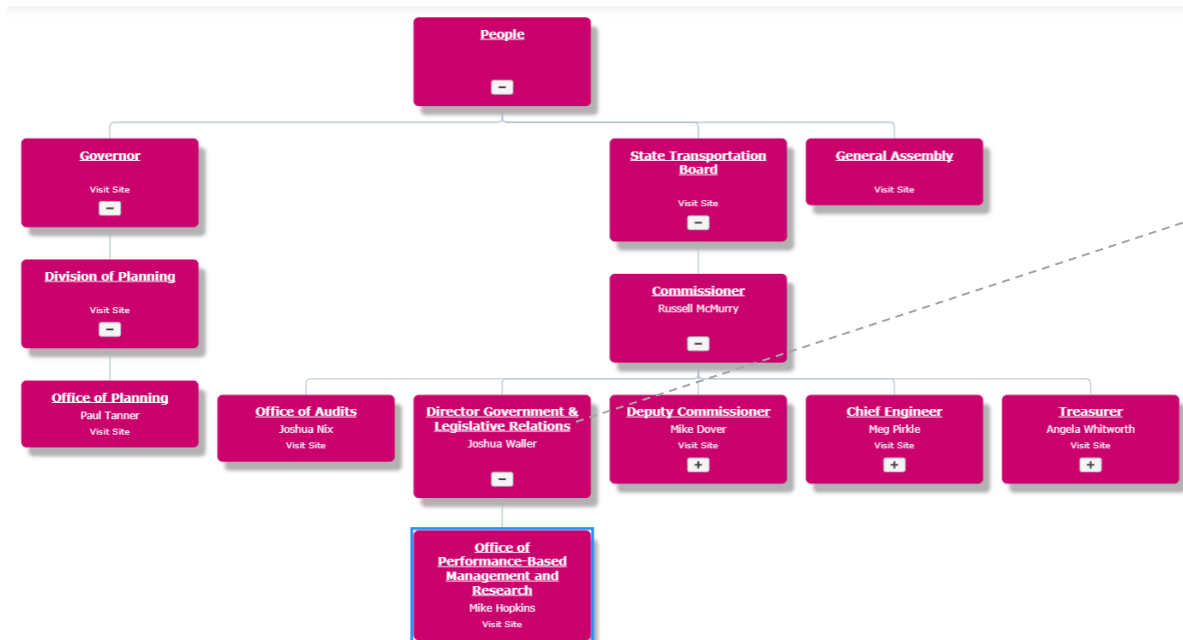 People
−
Governor
Visit Site
−
State Transportation
Board
Visit Site
−
General Assembly
Visit Site
Division of Planning
Visit Site
−
Commissioner
Russell McMurry
−
Office of Planning
Paul Tanner
Visit Site
Office of Audits
Joshua Nix
Visit Site
Director Government &
Legislative Relations
Joshua Waller
−
Deputy Commissioner
Mike Dover
Visit Site
+
Chief Engineer
Meg Pirkle
Visit Site
+
Treasurer
Angela Whitworth
Visit Site
+
Office of
Performance-Based
Management and
Research
Mike Hopkins
Visit Site